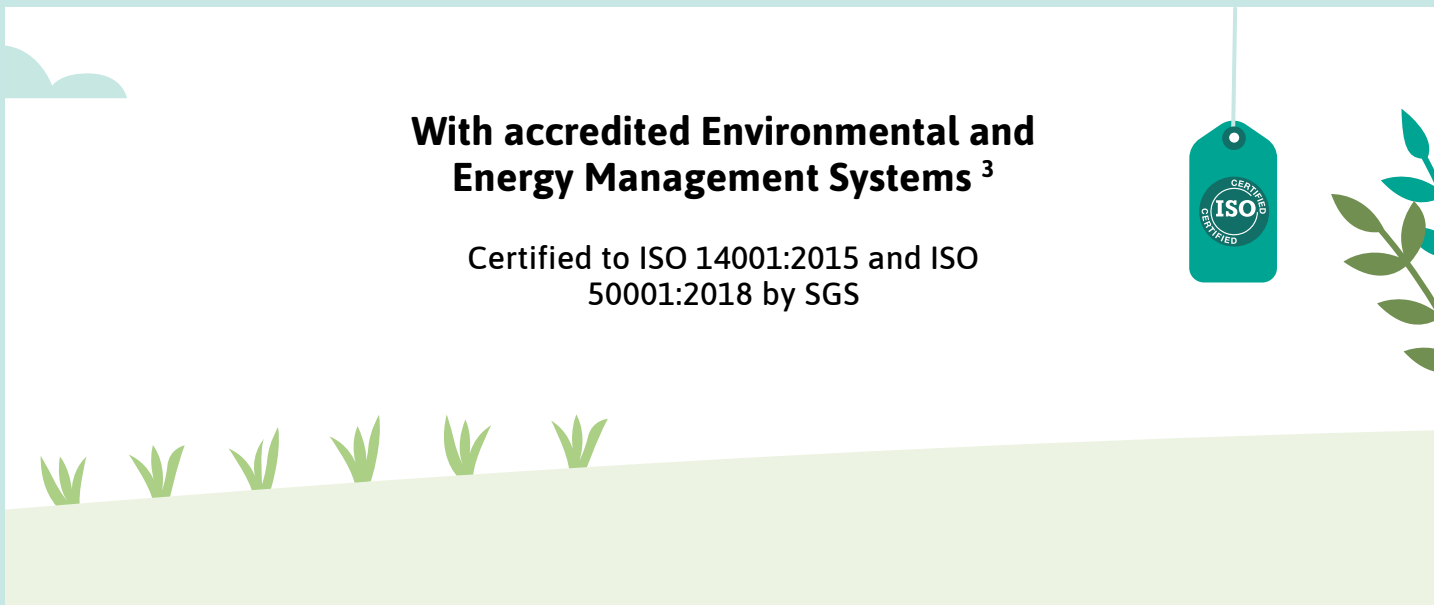 With accredited Environmental and
Energy Management Systems ³
Certified to ISO 14001:2015 and ISO
50001:2018 by SGS
CERTIFIED
ISO
CERTIFIED